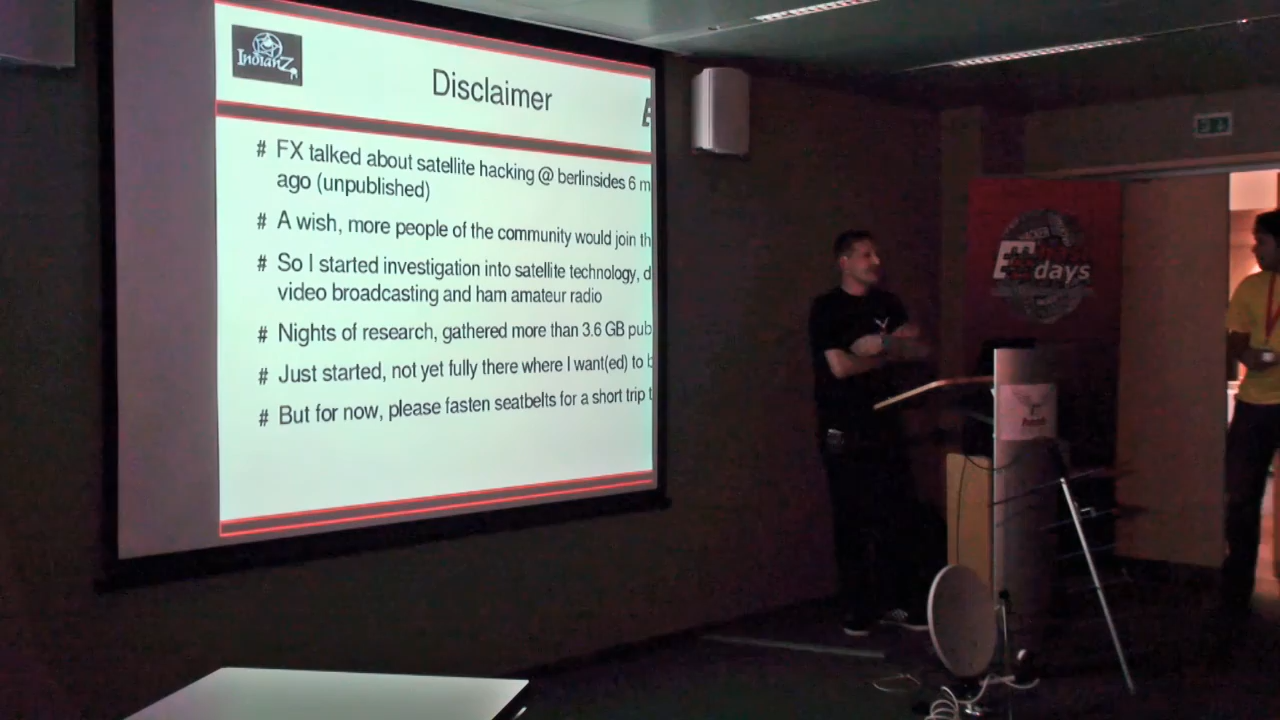 IndianZ
Disclaimer
# FX talked about satellite hacking @ berlinsides 6 m
ago (unpublished)
# A wish, more people of the community would join th
# So I started investigation into satellite technology, d
video broadcasting and ham amateur radio
# Nights of research, gathered more than 3.6 GB pub
# Just started, not yet fully there where I want(ed) to b
# But for now, please fasten seatbelts for a short trip t
days